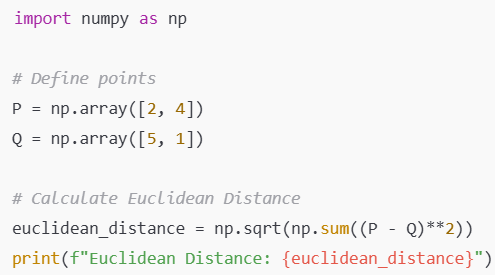 import numpy as np
# Define points
P = np.array([2, 4])
Q = np.array([5, 1])
# Calculate Euclidean Distance
euclidean_distance = np.sqrt(np.sum((P - Q)**2))
print(f"Euclidean Distance: {euclidean_distance}")